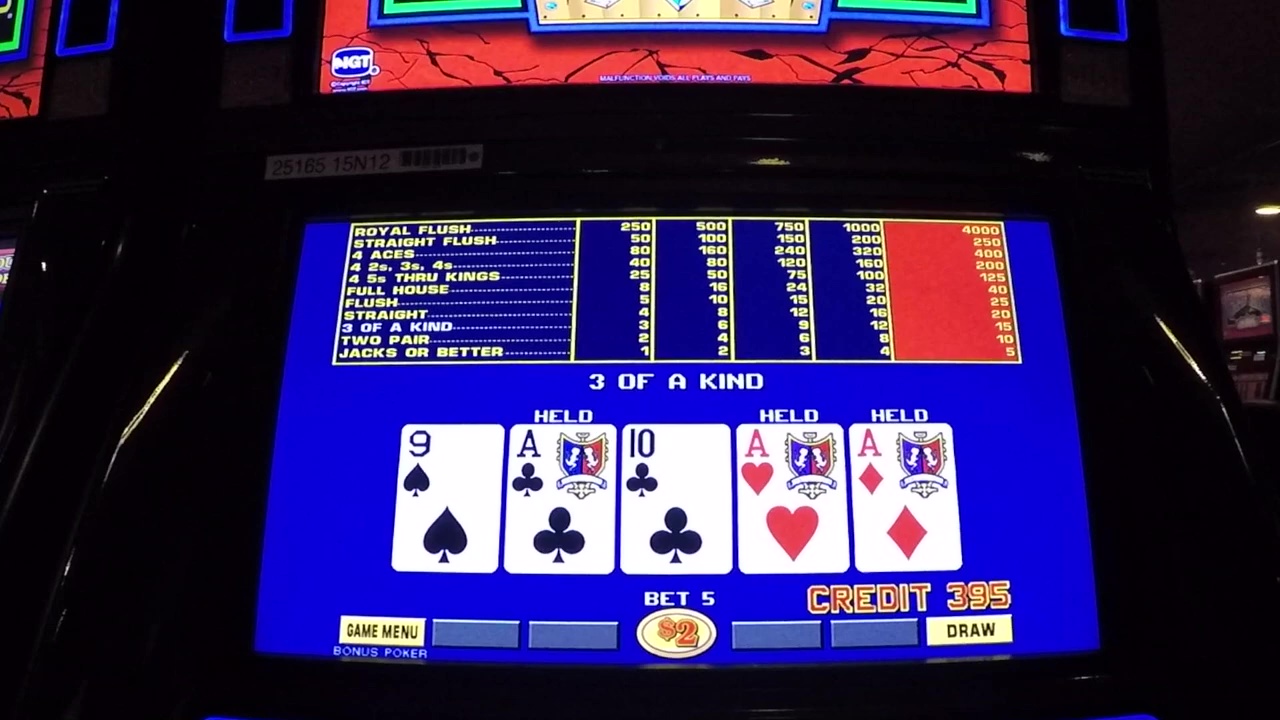 IGT
MALFUNCTION VOIDS ALL PLAYS AND PAYS
25165 15N12
ROYAL FLUSH 250 500 750 1000 4000
STRAIGHT FLUSH 50 100 150 200 250
4 ACES 80 160 240 320 400
4 2s, 3s, 4s 40 80 120 160 200
4 5s THRU KINGS 25 50 75 100 125
FULL HOUSE 8 16 24 32 40
FLUSH 5 10 15 20 25
STRAIGHT 4 8 12 16 20
3 OF A KIND 3 6 9 12 15
TWO PAIR 2 4 6 8 10
JACKS OR BETTER 1 2 3 4 5
3 OF A KIND
HELD HELD HELD
9 A 10 A A
BET 5 CREDIT 395
GAME MENU $2 DRAW
BONUS POKER